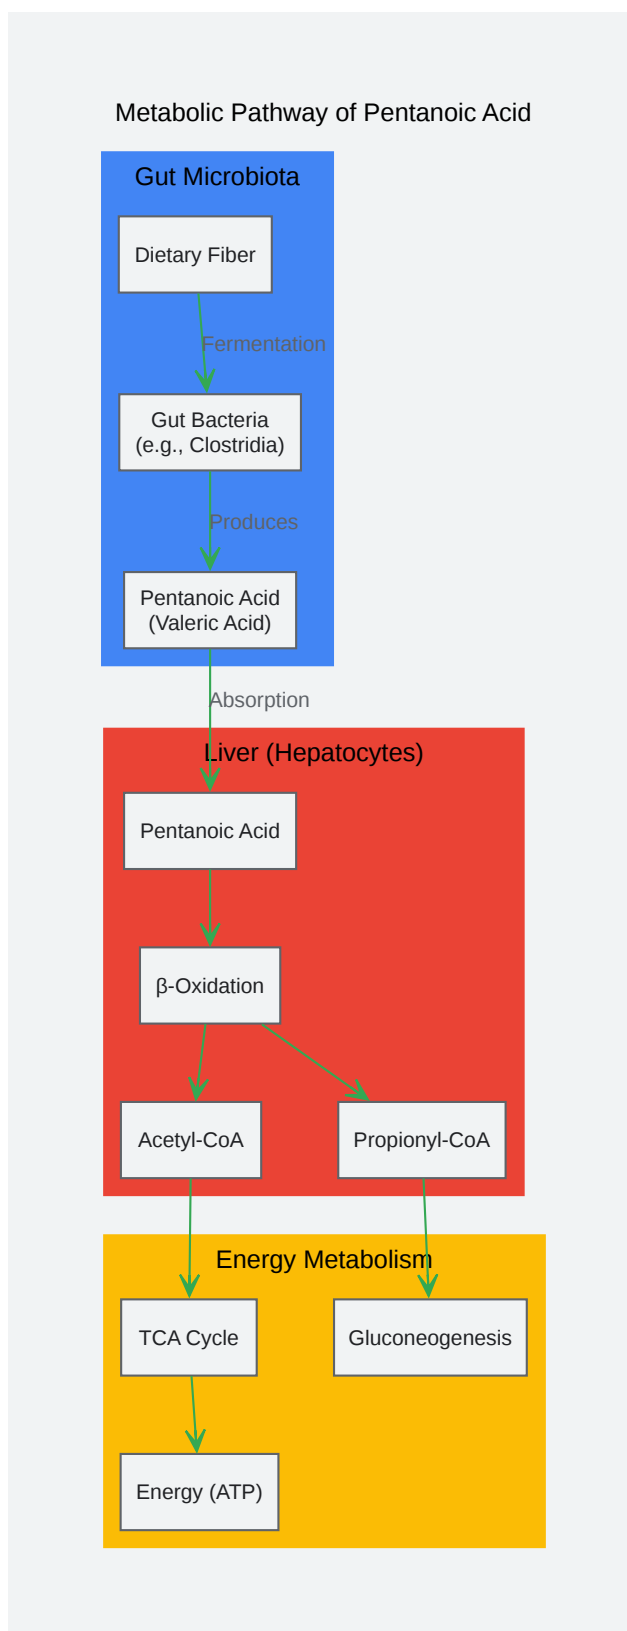 Metabolic Pathway of Pentanoic Acid
Gut Microbiota
Dietary Fiber
Fermentation
Gut Bacteria
(e.g., Clostridia)
Produces
Pentanoic Acid
(Valeric Acid)
Absorption
Liver (Hepatocytes)
Pentanoic Acid
β-Oxidation
Acetyl-CoA
Propionyl-CoA
Energy Metabolism
TCA Cycle
Gluconeogenesis
Energy (ATP)